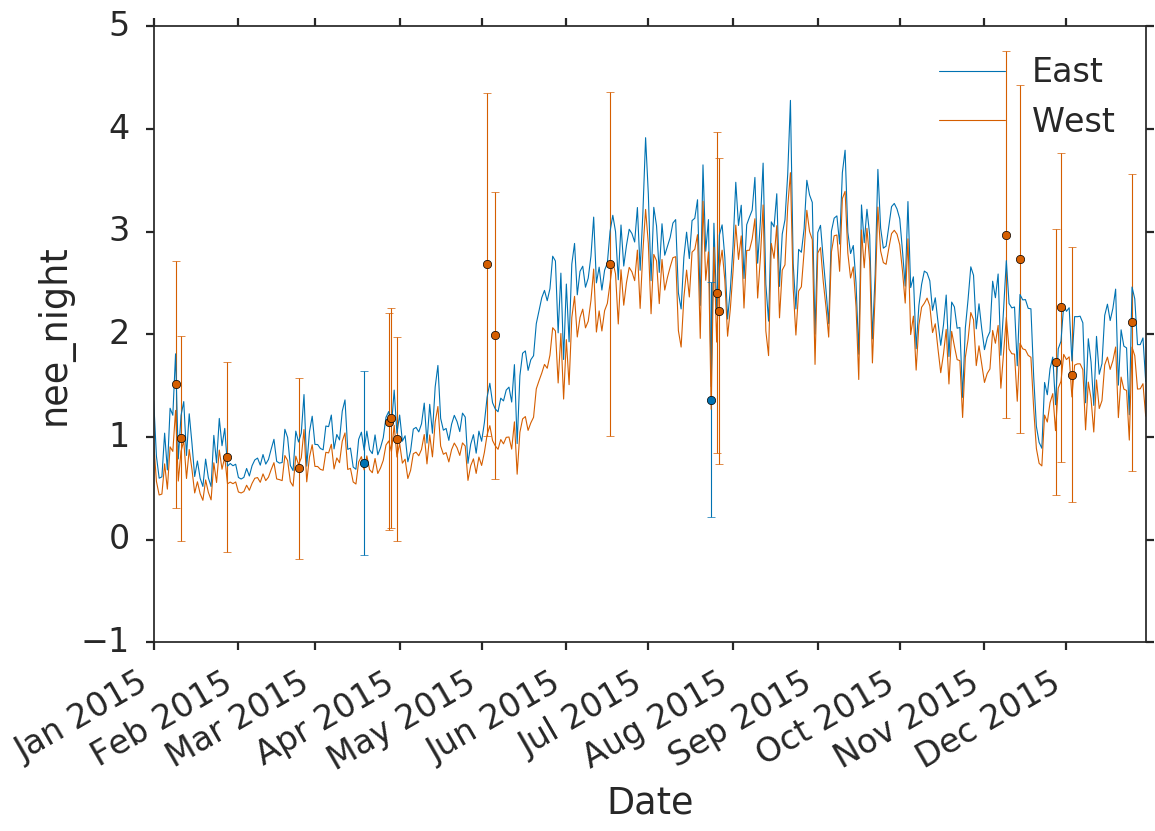 5
4
3
2
1
0
−1
nee_night
East
West
Jan 2015
Feb 2015
Mar 2015
Apr 2015
May 2015
Jun 2015
Jul 2015
Aug 2015
Sep 2015
Oct 2015
Nov 2015
Dec 2015
Date